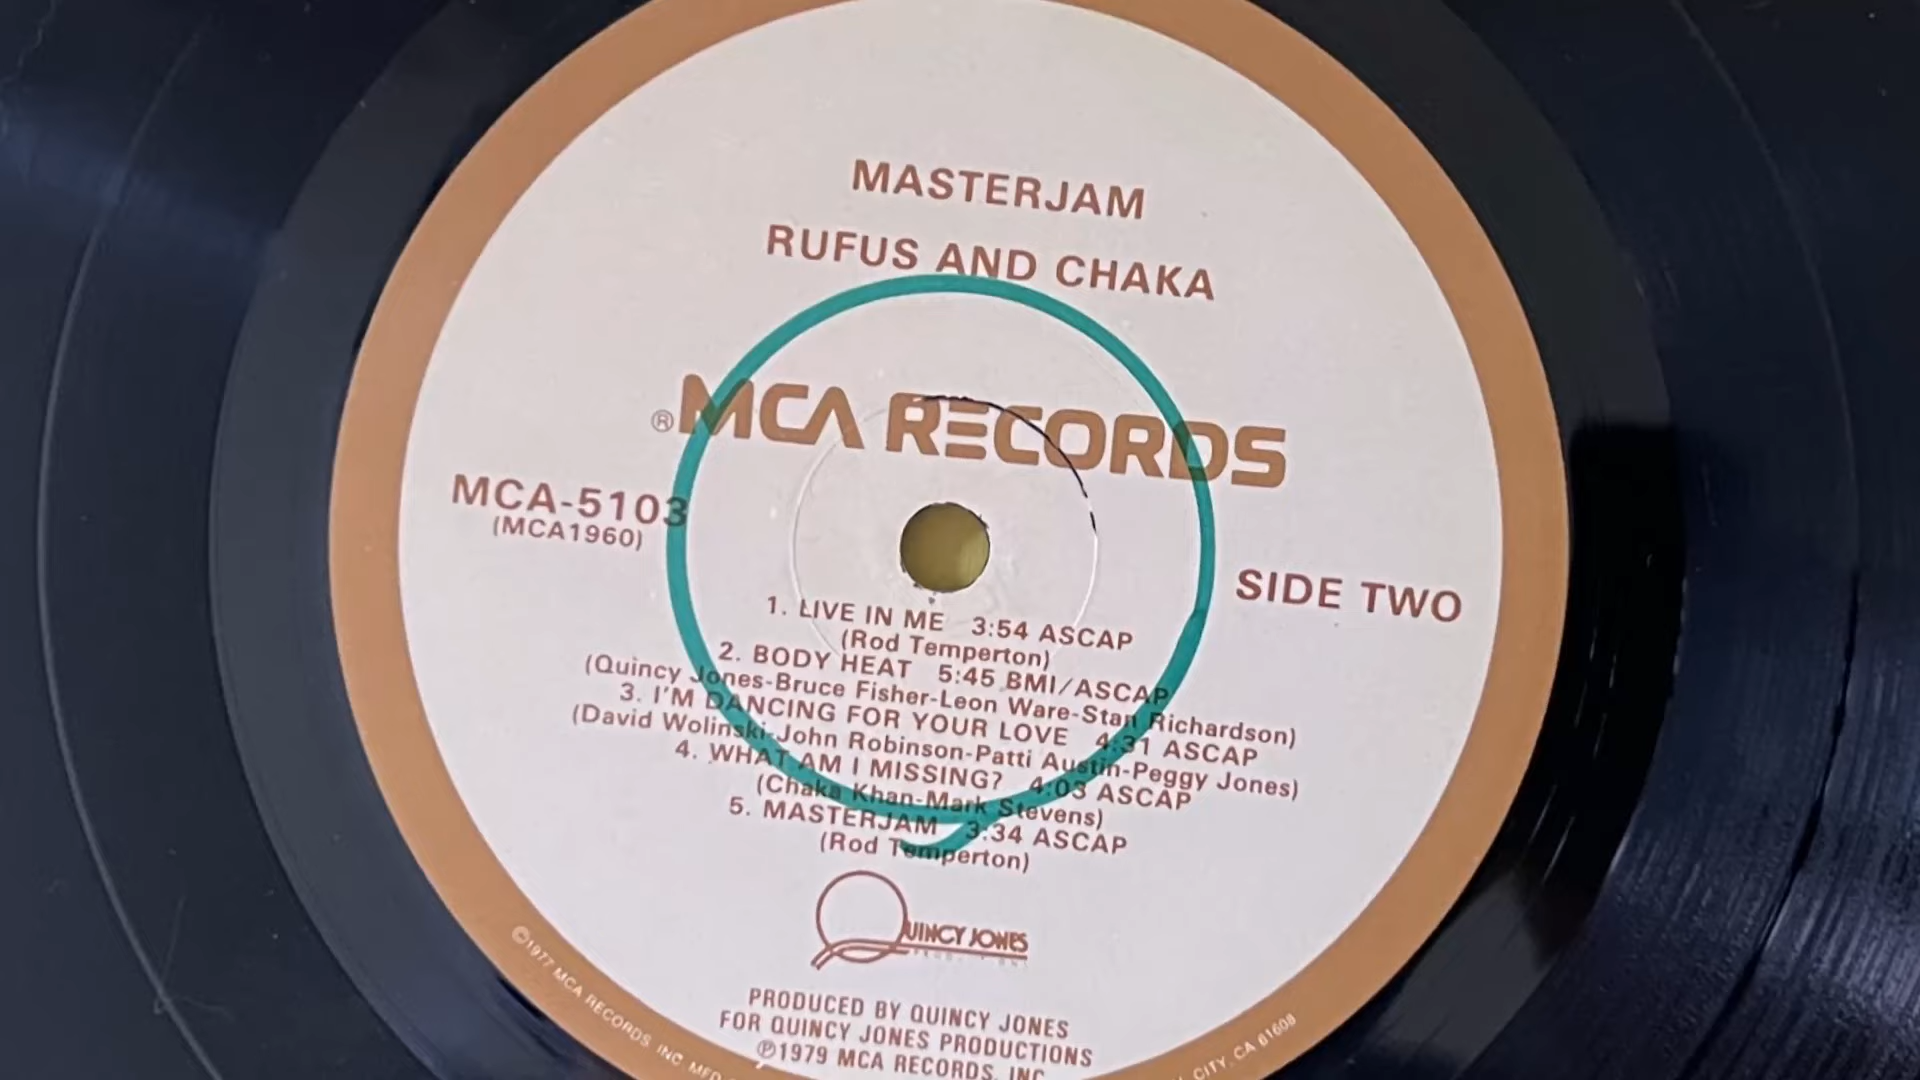 MASTERJAM
RUFUS AND CHAKA
®MCA RECORDS
MCA-5103
(MCA1960)
SIDE TWO
1. LIVE IN ME 3:54 ASCAP
(Rod Temperton)
2. BODY HEAT 5:45 BMI/ASCAP
(Quincy Jones-Bruce Fisher-Leon Ware-Stan Richardson)
3. I'M DANCING FOR YOUR LOVE 4:31 ASCAP
(David Wolinski-John Robinson-Patti Austin-Peggy Jones)
4. WHAT AM I MISSING? 4:03 ASCAP
(Chaka Khan-Mark Stevens)
5. MASTERJAM 3:34 ASCAP
(Rod Temperton)
QUINCY JONES
PRODUCTIONS
PRODUCED BY QUINCY JONES
FOR QUINCY JONES PRODUCTIONS
℗1979 MCA RECORDS, INC.
©1977 MCA RECORDS, INC.
CITY, CA 61608